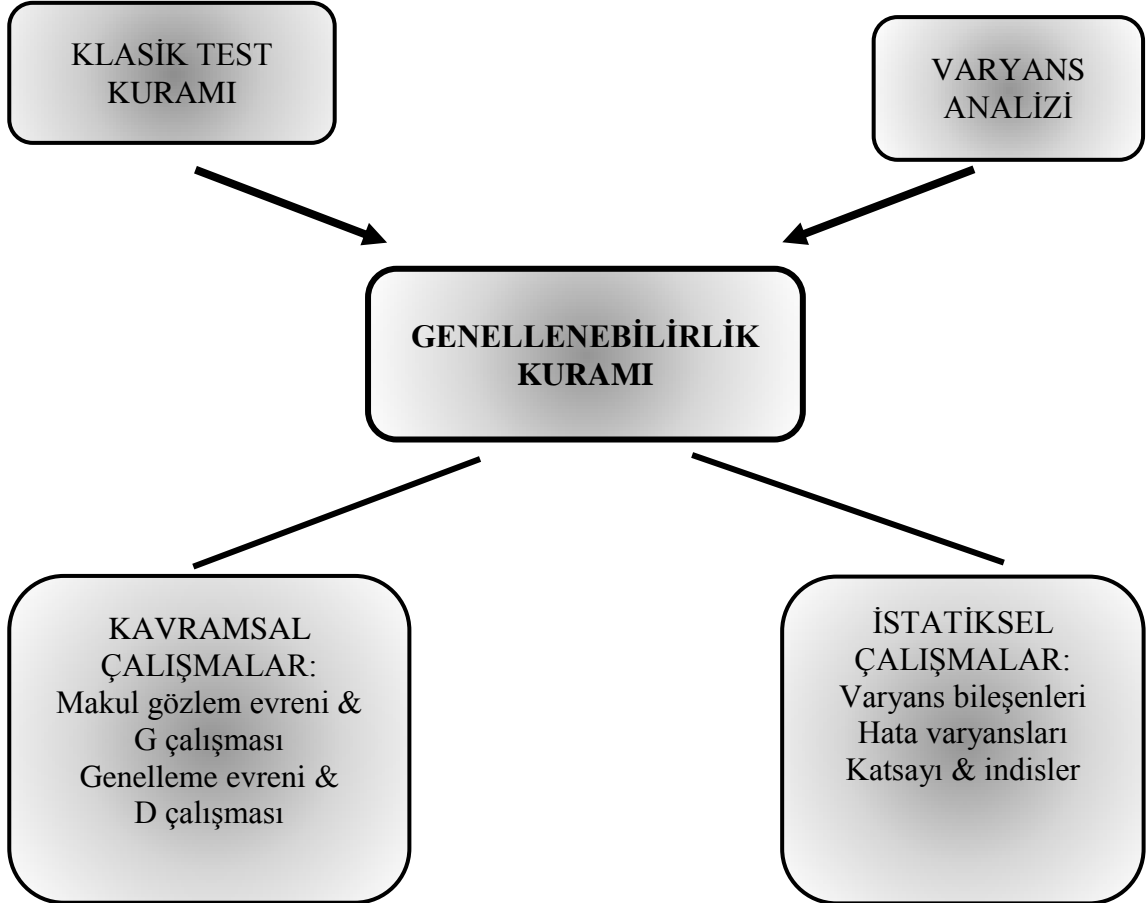 KLASİK TEST
KURAMI
VARYANS
ANALİZİ
GENELLENEBİLİRLİK
KURAMI
KAVRAMSAL
ÇALIŞMALAR:
Makul gözlem evreni &
G çalışması
Genelleme evreni &
D çalışması
İSTATİKSEL
ÇALIŞMALAR:
Varyans bileşenleri
Hata varyansları
Katsayı & indisler